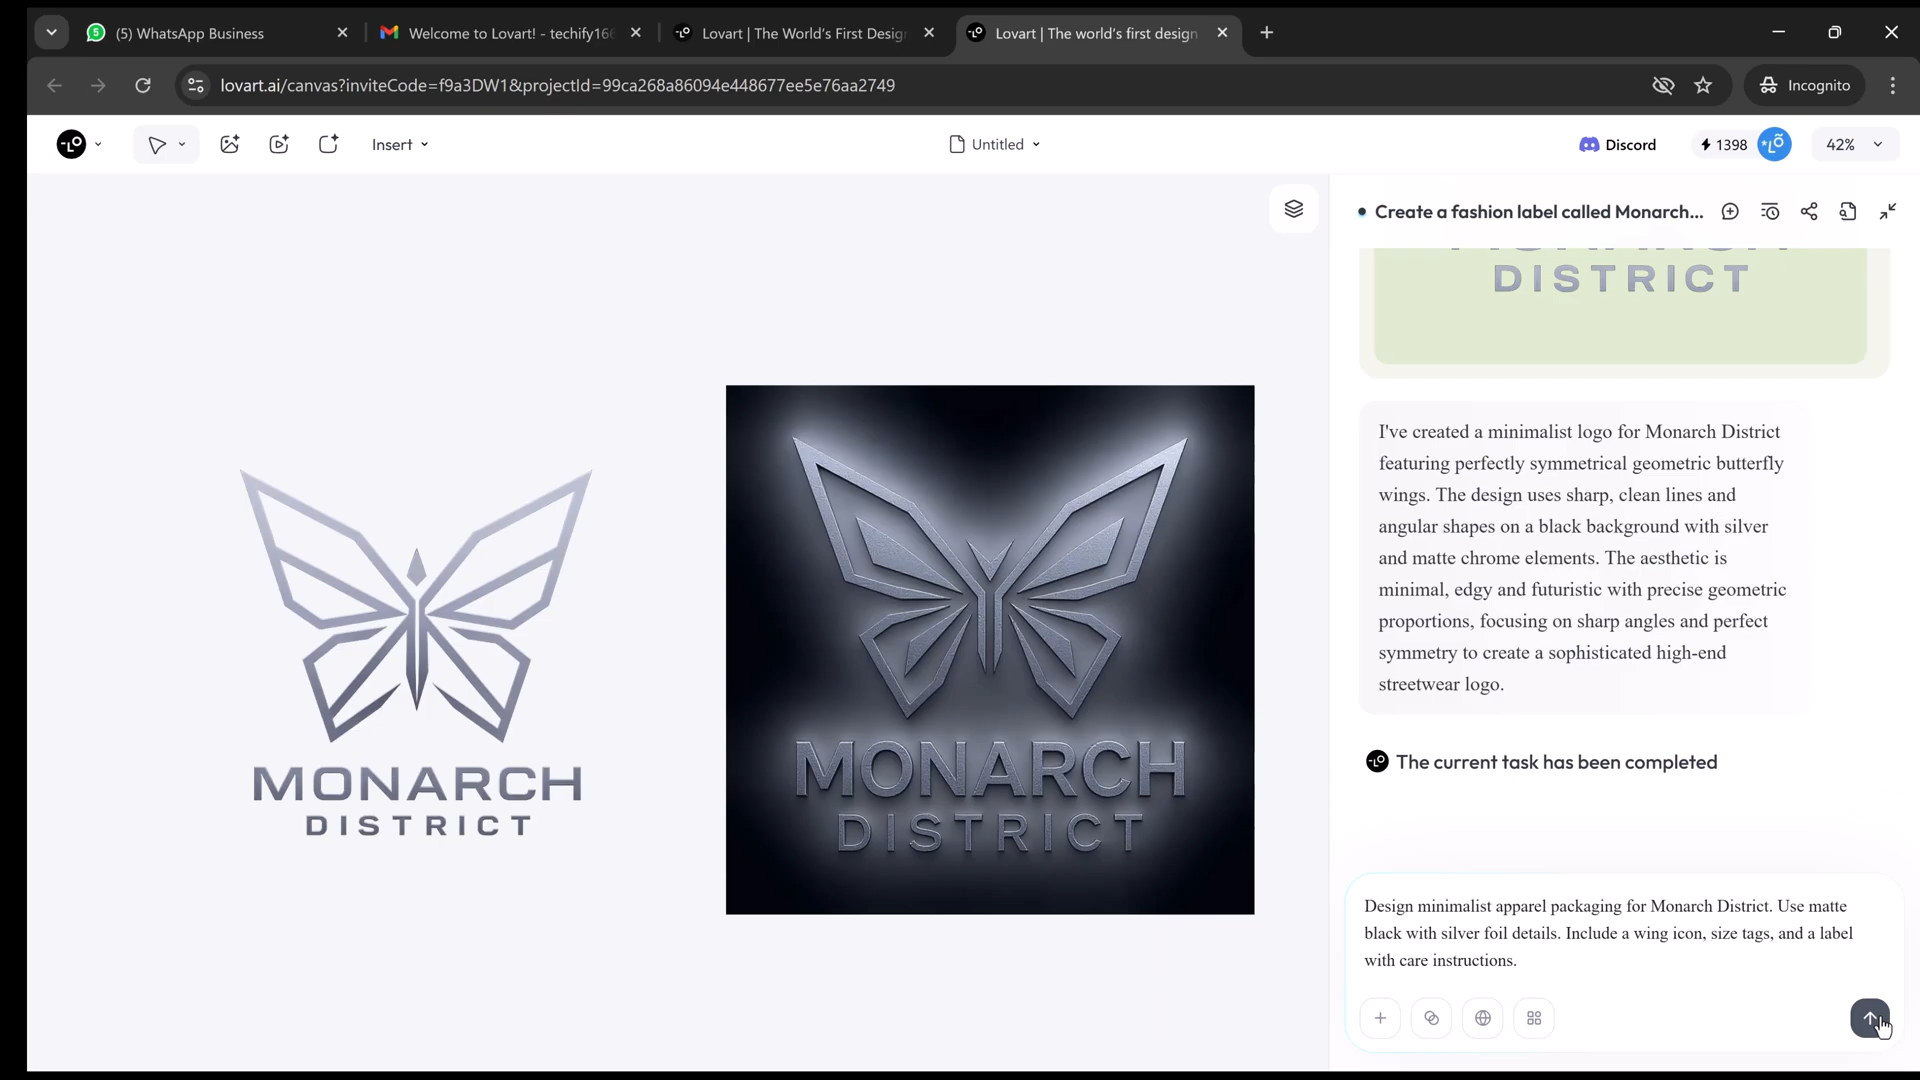 5
(5) WhatsApp Business
Welcome to Lovart! - techify16
Lovart | The World's First Design
Lovart | The world's first design
lovart.ai/canvas?inviteCode=f9a3DW1&projectId=99ca268a86094e448677ee5e76aa2749
Incognito
Insert
Untitled
Discord
1398
42%
Create a fashion label called Monarch...
DISTRICT
I've created a minimalist logo for Monarch District
featuring perfectly symmetrical geometric butterfly
wings. The design uses sharp, clean lines and
angular shapes on a black background with silver
and matte chrome elements. The aesthetic is
minimal, edgy and futuristic with precise geometric
proportions, focusing on sharp angles and perfect
symmetry to create a sophisticated high-end
streetwear logo.
The current task has been completed
MONARCH
DISTRICT
MONARCH
DISTRICT
Design minimalist apparel packaging for Monarch District. Use matte
black with silver foil details. Include a wing icon, size tags, and a label
with care instructions.